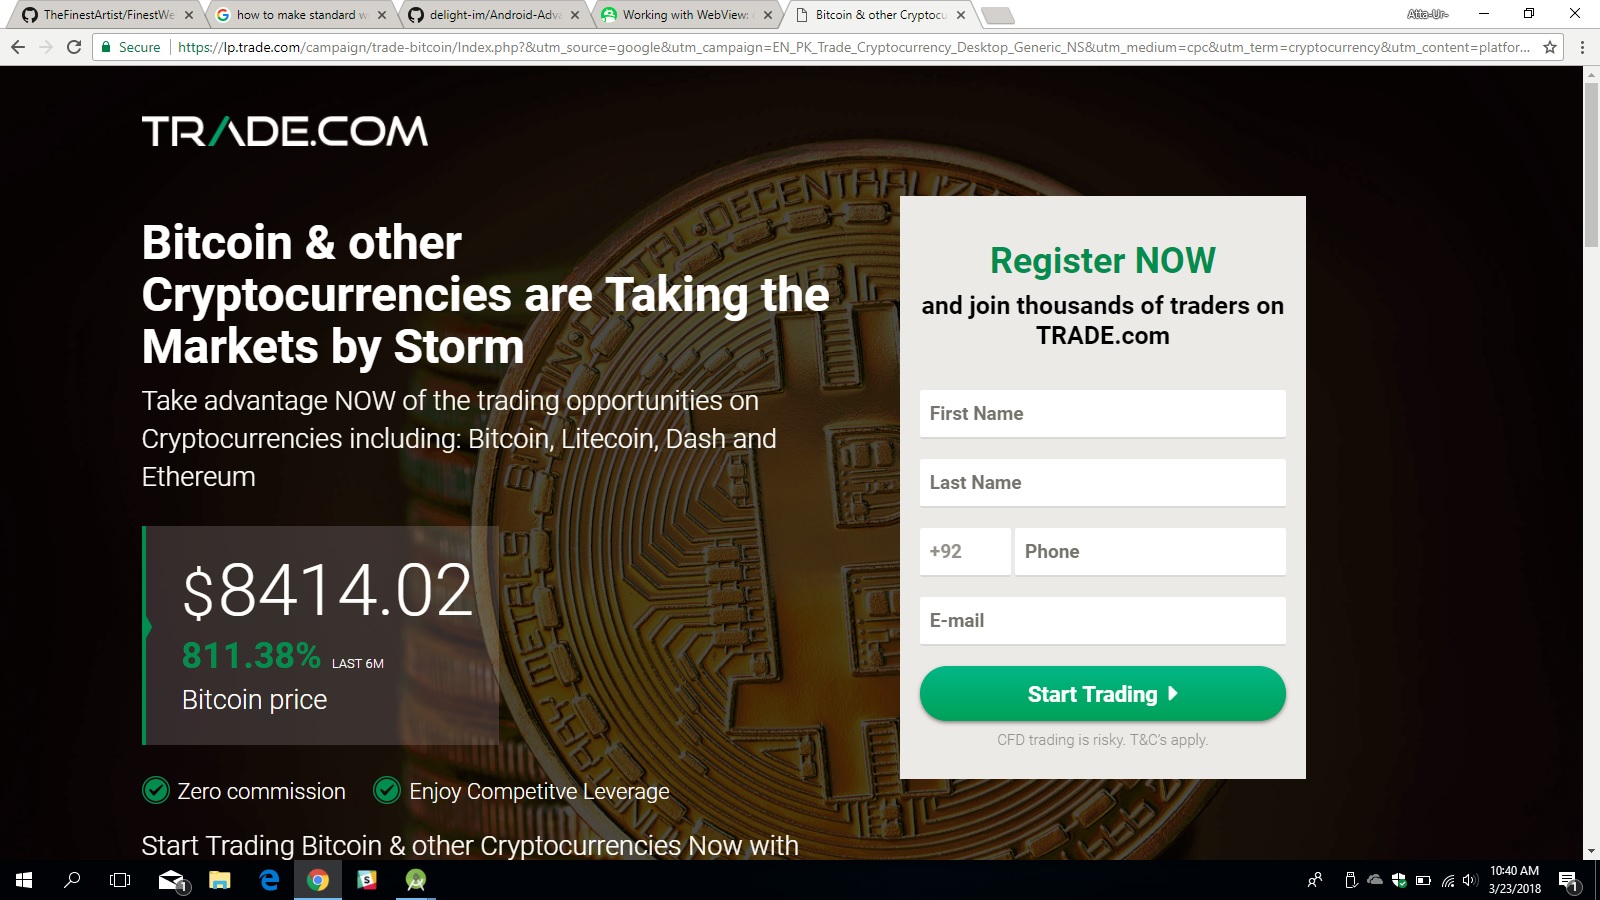 TheFinestArtist/FinestWe
how to make standard w
delight-im/Android-Adva
Working with WebView:
Bitcoin & other Cryptocu
Atta-Ur-
Secure
https://lp.trade.com/campaign/trade-bitcoin/Index.php?&utm_source=google&utm_campaign=EN_PK_Trade_Cryptocurrency_Desktop_Generic_NS&utm_medium=cpc&utm_term=cryptocurrency&utm_content=platfor...
TRADE.COM
DECENTRALIZE
Bitcoin & other
Cryptocurrencies are Taking the
Markets by Storm
Take advantage NOW of the trading opportunities on
Cryptocurrencies including: Bitcoin, Litecoin, Dash and
Ethereum
$8414.02
811.38% LAST 6M
Bitcoin price
Zero commission
Enjoy Competitve Leverage
Start Trading Bitcoin & other Cryptocurrencies Now with
Register NOW
and join thousands of traders on
TRADE.com
First Name
Last Name
+92
Phone
E-mail
Start Trading
CFD trading is risky. T&C's apply.
10:40 AM
3/23/2018
1
1